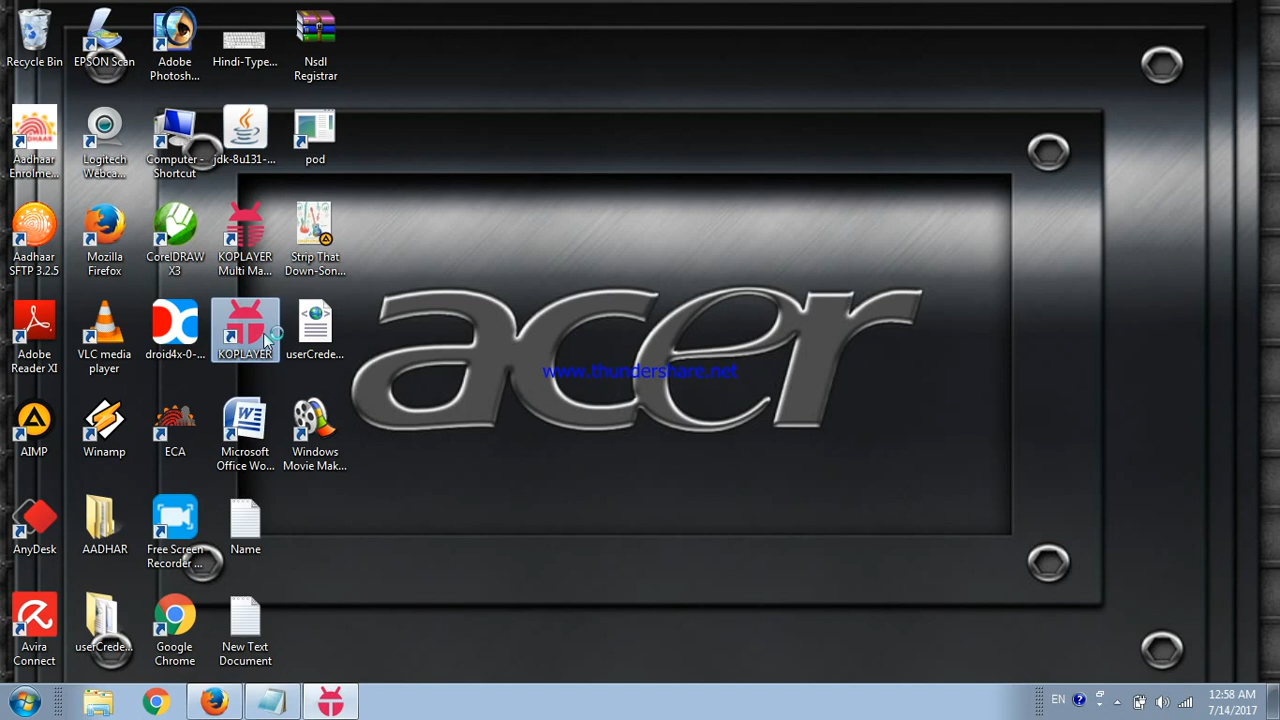 Recycle Bin
EPSON Scan
Adobe
Photosh...
Hindi-Type...
Nsdl
Registrar
Aadhaar
Enrolme...
Logitech
Webca...
Computer -
Shortcut
jdk-8u131-...
pod
Aadhaar
SFTP 3.2.5
Mozilla
Firefox
CorelDRAW
X3
KOPLAYER
Multi Ma...
Strip That
Down-Son...
Adobe
Reader XI
VLC media
player
droid4x-0-...
KOPLAYER
userCrede...
AIMP
Winamp
ECA
Microsoft
Office Wo...
Windows
Movie Mak...
AnyDesk
AADHAR
Free Screen
Recorder ...
Name
Avira
Connect
userCrede...
Google
Chrome
New Text
Document
acer
www.thundershare.net
EN
12:58 AM
7/14/2017